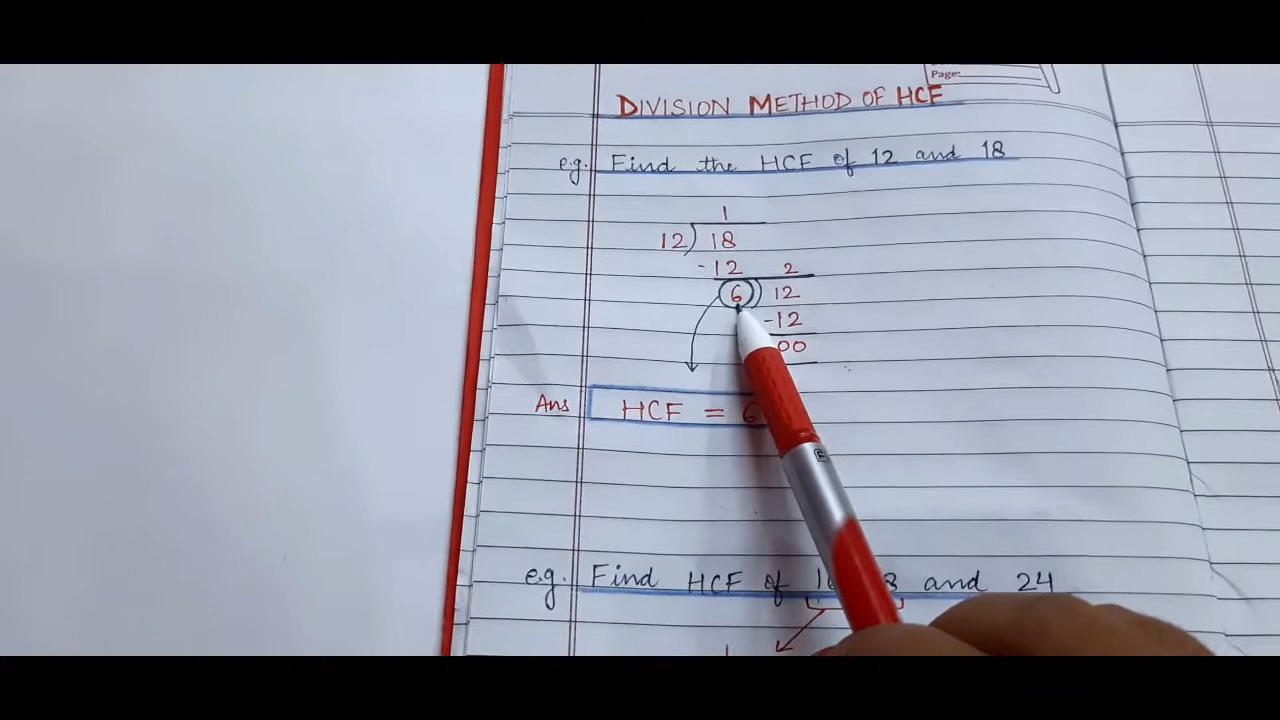 Page:
DIVISION METHOD OF HCF
e.g. Find the HCF of 12 and 18
1
12) 18
-12 2
6) 12
-12
00
Ans HCF = 6
e.g. Find HCF of and 24
1